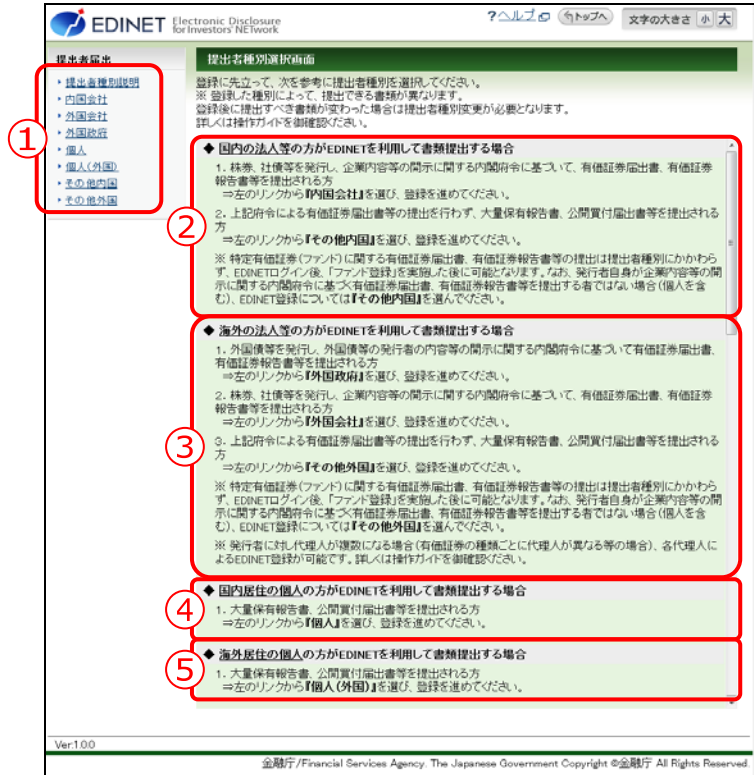 EDINET Electronic Disclosure
for Investors' NETwork
?ヘルプ
トップへ
文字の大きさ 小 大
提出者届出
提出者種別説明
内国会社
外国会社
外国政府
個人
個人(外国)
その他内国
その他外国
①
提出者種別選択画面
登録に先立って、次を参考に提出者種別を選択してください。
※ 登録した種別によって、提出できる書類が異なります。
登録後に提出すべき書類が変わった場合は提出者種別変更が必要となります。
詳しくは操作ガイドを御確認ください。
②
◆ 国内の法人等の方がEDINETを利用して書類提出する場合
1. 株券、社債等を発行し、企業内容等の開示に関する内閣府令に基づいて、有価証券届出書、有価証券
報告書等を提出される方
⇒左のリンクから『内国会社』を選び、登録を進めてください。
2. 上記府令による有価証券届出書等の提出を行わず、大量保有報告書、公開買付届出書等を提出される
方
⇒左のリンクから『その他内国』を選び、登録を進めてください。
※ 特定有価証券(ファンド)に関する有価証券届出書、有価証券報告書等の提出は提出者種別にかかわら
ず、EDINETログイン後、「ファンド登録」を実施した後に可能となります。なお、発行者自身が企業内容等の開
示に関する内閣府令に基づく有価証券届出書、有価証券報告書等を提出する者ではない場合(個人を含
む)、EDINET登録については『その他内国』を選んでください。
③
◆ 海外の法人等の方がEDINETを利用して書類提出する場合
1. 外国債等を発行し、外国債等の発行者の内容等の開示に関する内閣府令に基づいて有価証券届出書、
有価証券報告書等を提出される方
⇒左のリンクから『外国政府』を選び、登録を進めてください。
2. 株券、社債等を発行し、企業内容等の開示に関する内閣府令に基づいて、有価証券届出書、有価証券
報告書等を提出される方
⇒左のリンクから『外国会社』を選び、登録を進めてください。
3. 上記府令による有価証券届出書等の提出を行わず、大量保有報告書、公開買付届出書等を提出される
方
⇒左のリンクから『その他外国』を選び、登録を進めてください。
※ 特定有価証券(ファンド)に関する有価証券届出書、有価証券報告書等の提出は提出者種別にかかわら
ず、EDINETログイン後、「ファンド登録」を実施した後に可能となります。なお、発行者自身が企業内容等の開
示に関する内閣府令に基づく有価証券届出書、有価証券報告書等を提出する者ではない場合(個人を含
む)、EDINET登録については『その他外国』を選んでください。
※ 発行者に対し代理人が複数になる場合(有価証券の種類ごとに代理人が異なる等の場合)、各代理人に
よるEDINET登録が可能です。詳しくは操作ガイドを御確認ください。
④
◆ 国内居住の個人の方がEDINETを利用して書類提出する場合
1. 大量保有報告書、公開買付届出書等を提出される方
⇒左のリンクから『個人』を選び、登録を進めてください。
⑤
◆ 海外居住の個人の方がEDINETを利用して書類提出する場合
1. 大量保有報告書、公開買付届出書等を提出される方
⇒左のリンクから『個人(外国)』を選び、登録を進めてください。
Ver.1.0.0
金融庁/Financial Services Agency. The Japanese Government Copyright ©金融庁 All Rights Reserved